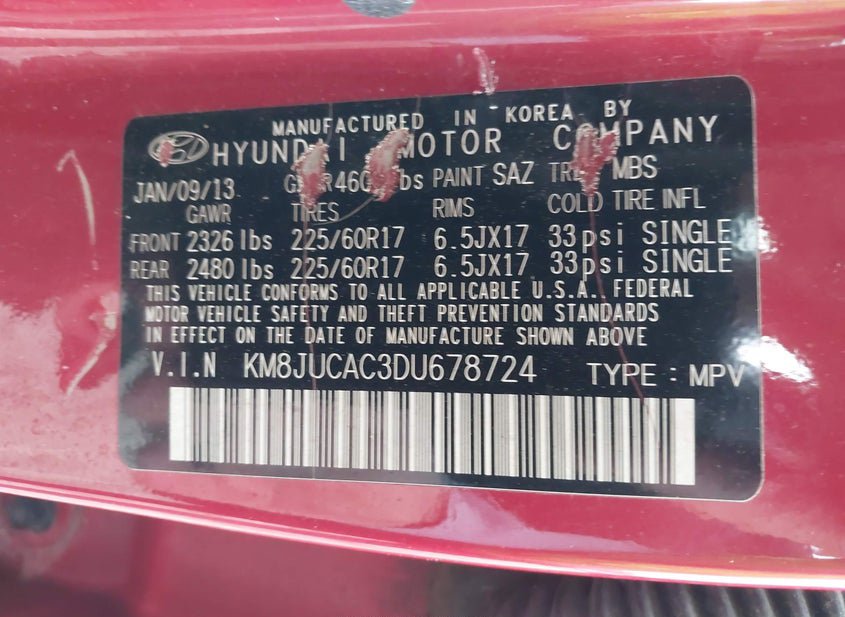 MANUFACTURED IN KOREA BY
HYUNDAI MOTOR COMPANY
JAN/09/13 PAINT SAZ MBS
GAWR TIRES RIMS COLD TIRE INFL
FRONT 2326 lbs 225/60R17 6.5JX17 33psi SINGLE
REAR 2480 lbs 225/60R17 6.5JX17 33psi SINGLE
THIS VEHICLE CONFORMS TO ALL APPLICABLE U.S.A. FEDERAL
MOTOR VEHICLE SAFETY AND THEFT PREVENTION STANDARDS
IN EFFECT ON THE DATE OF MANUFACTURE SHOWN ABOVE
V.I.N KM8JUCAC3DU678724 TYPE : MPV